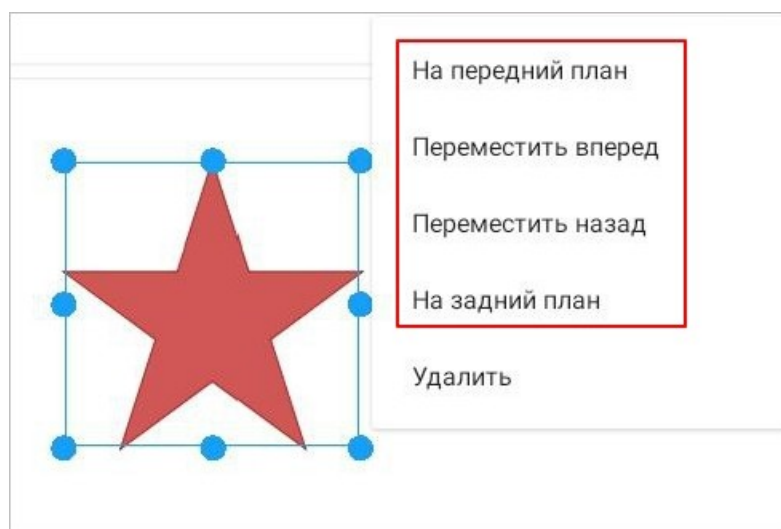 На передний план
Переместить вперед
Переместить назад
На задний план
Удалить